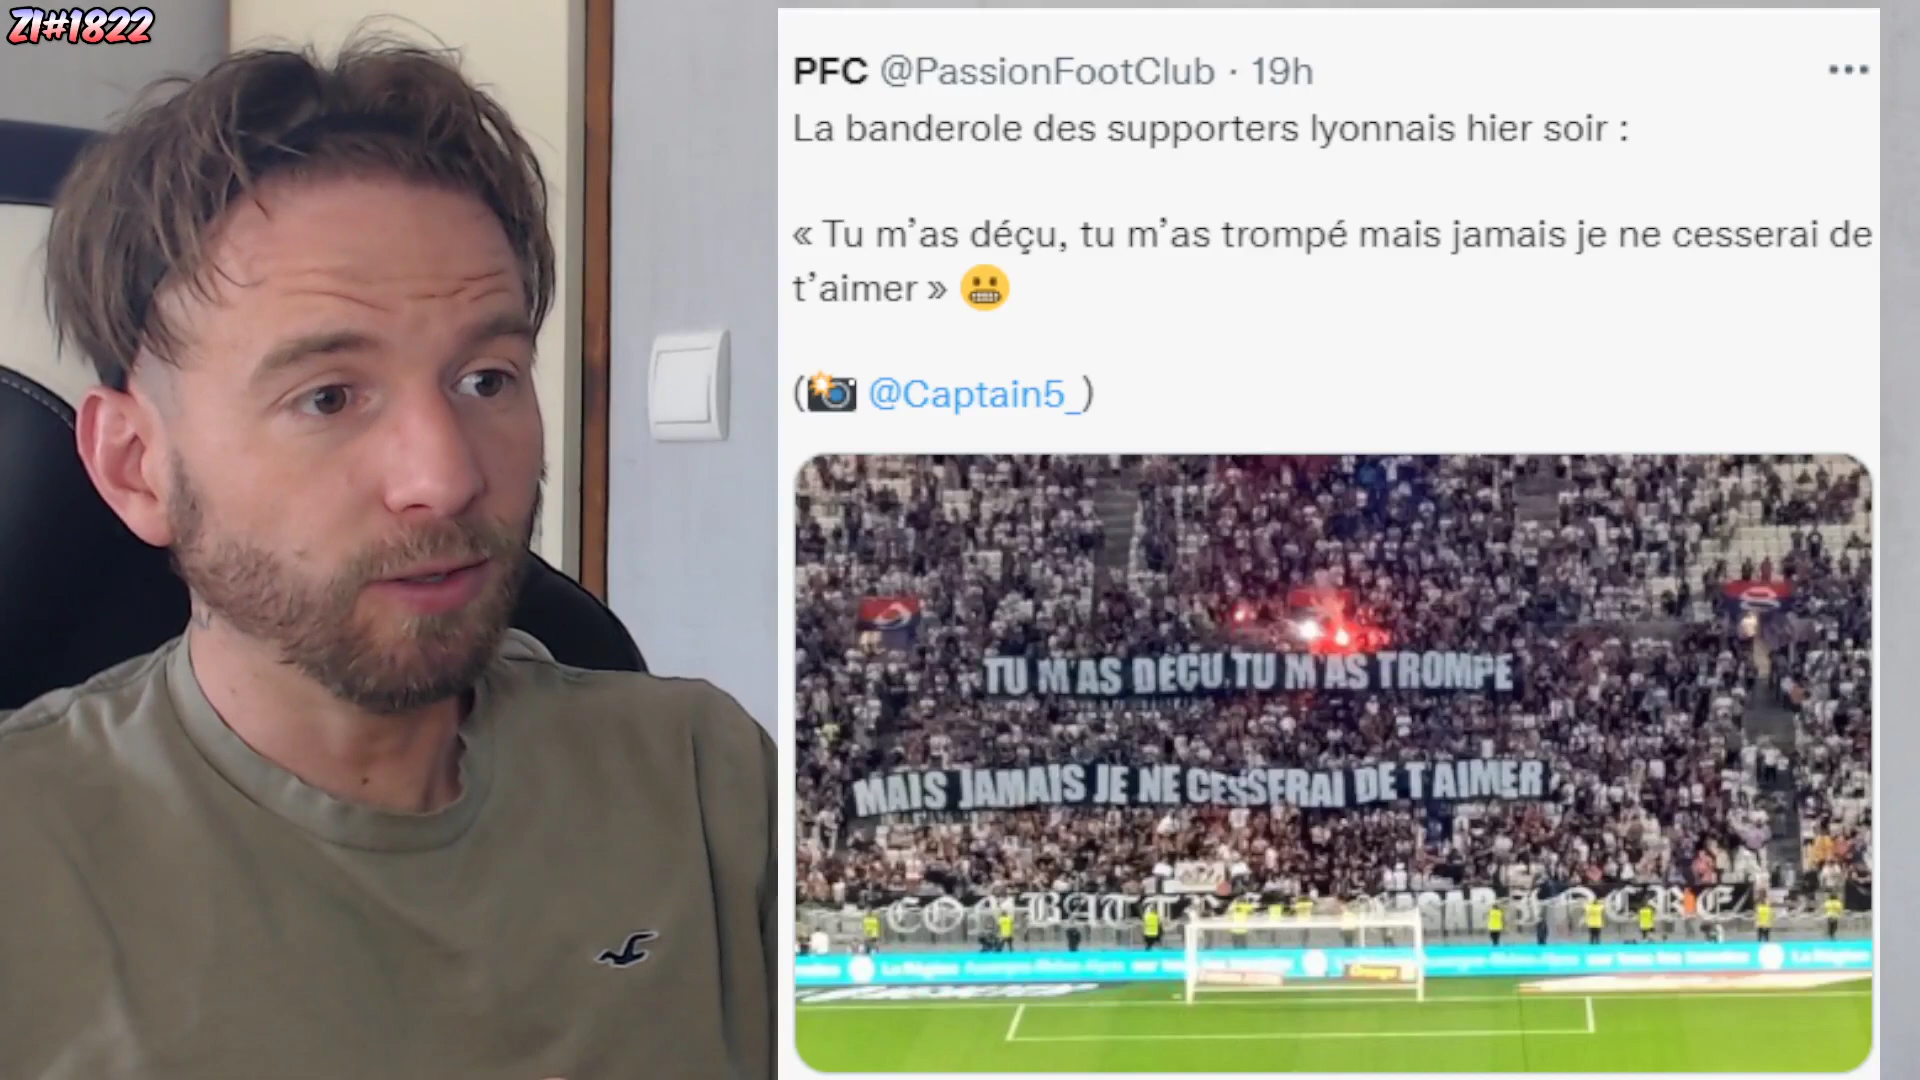 ZI#1822
PFC @PassionFootClub · 19h
La banderole des supporters lyonnais hier soir :
« Tu m’as déçu, tu m’as trompé mais jamais je ne cesserai de
t’aimer » 😬
(📸 @Captain5_)
TU M'AS DEÇU,TU M'AS TROMPE
MAIS JAMAIS JE NE CESSERAI DE T'AIMER
COMBATTRE